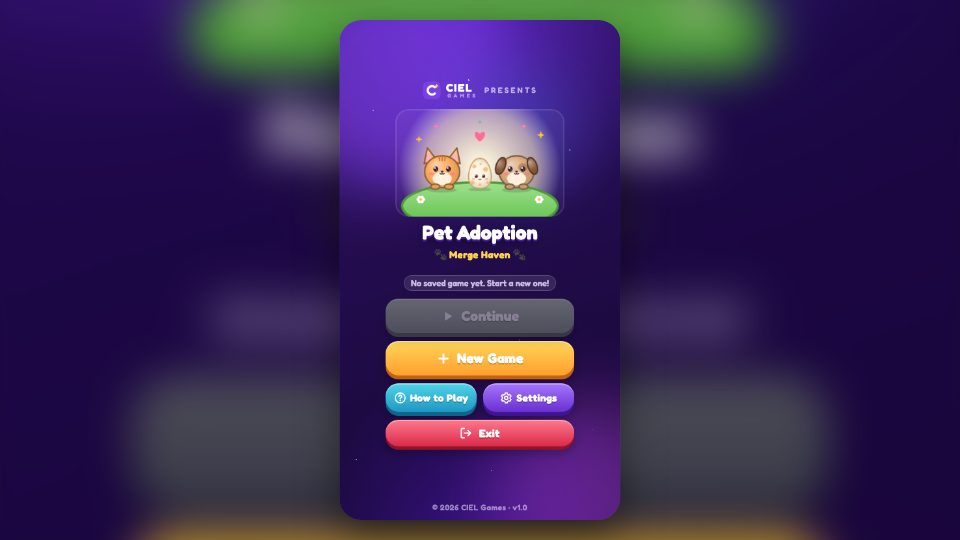 CIEL
GAMES
PRESENTS
Pet Adoption
Merge Haven
No saved game yet. Start a new one!
Continue
New Game
How to Play
Settings
Exit
© 2026 CIEL Games · v1.0